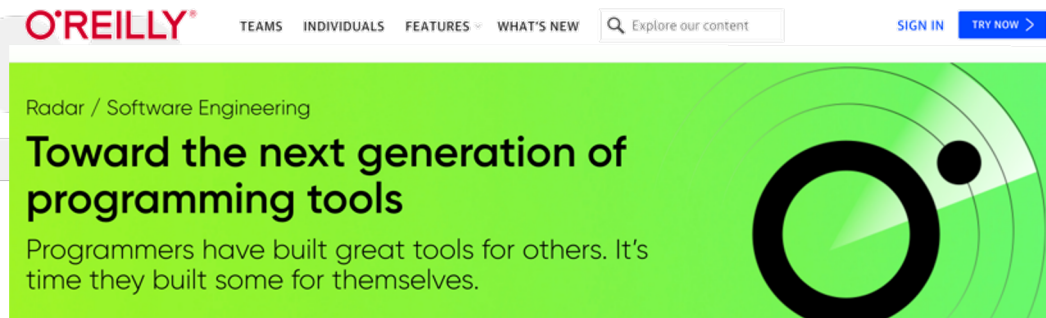 O'REILLY®
TEAMS INDIVIDUALS FEATURES WHAT'S NEW Explore our content SIGN IN TRY NOW
Radar / Software Engineering
Toward the next generation of
programming tools
Programmers have built great tools for others. It's
time they built some for themselves.